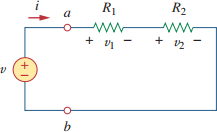 i a R₁ R₂
+ v₁ − + v₂ −
v + −
b